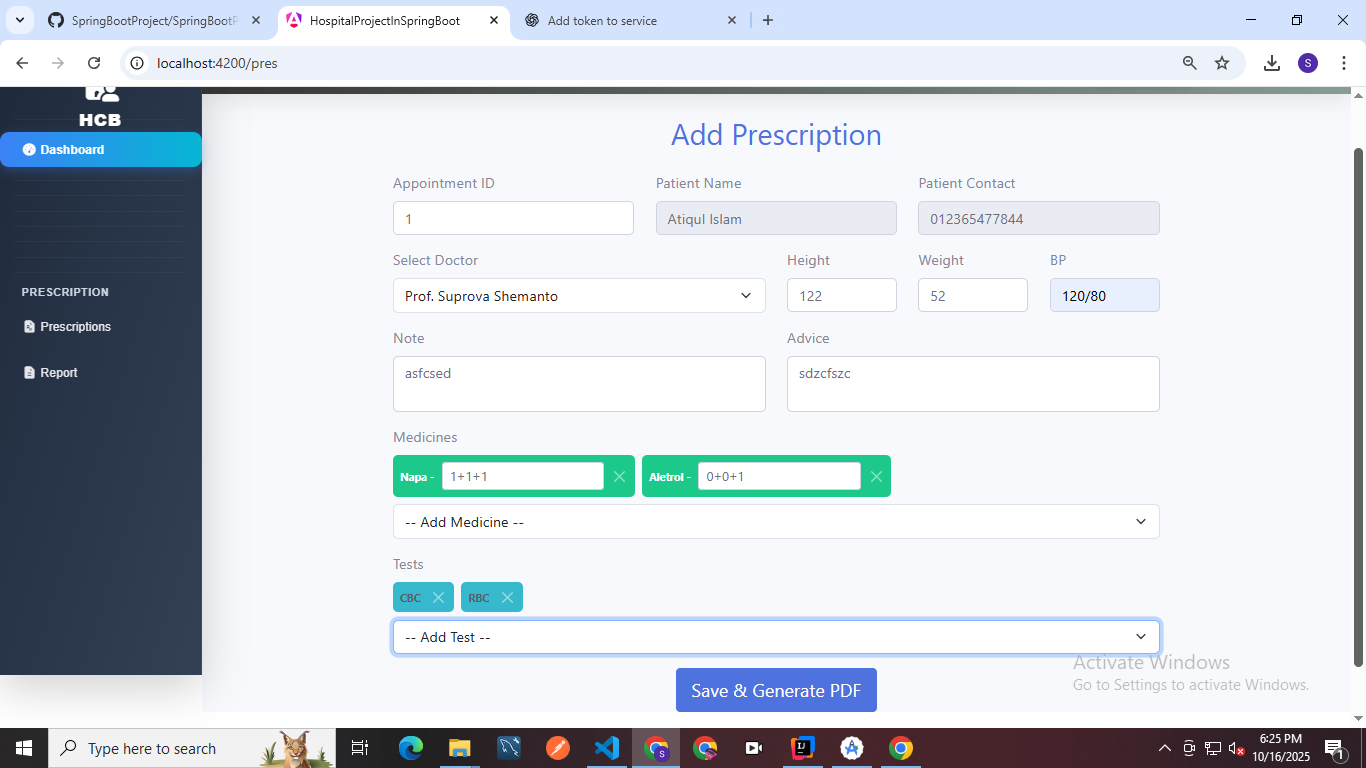 SpringBootProject/SpringBootP
HospitalProjectInSpringBoot
Add token to service
localhost:4200/pres
S
HCB
Dashboard
PRESCRIPTION
Prescriptions
Report
Add Prescription
Appointment ID
Patient Name
Patient Contact
1
Atiqul Islam
012365477844
Select Doctor
Height
Weight
BP
Prof. Suprova Shemanto
122
52
120/80
Note
Advice
asfcsed
sdzcfszc
Medicines
Napa -
1+1+1
Aletrol -
0+0+1
-- Add Medicine --
Tests
CBC
RBC
-- Add Test --
Save & Generate PDF
Activate Windows
Go to Settings to activate Windows.
Type here to search
6:25 PM
10/16/2025
1